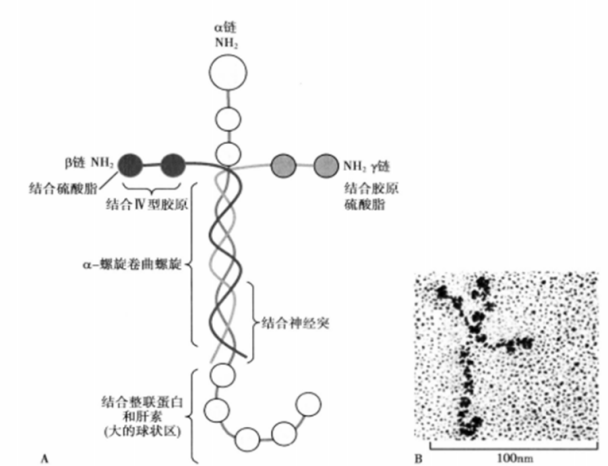 α链
NH₂
β链 NH₂
NH₂ γ链
结合硫酸脂
结合Ⅳ型胶原
结合胶原
硫酸脂
α-螺旋卷曲螺旋
结合神经突
结合整联蛋白
和肝素
(大的球状区)
A
B
100nm